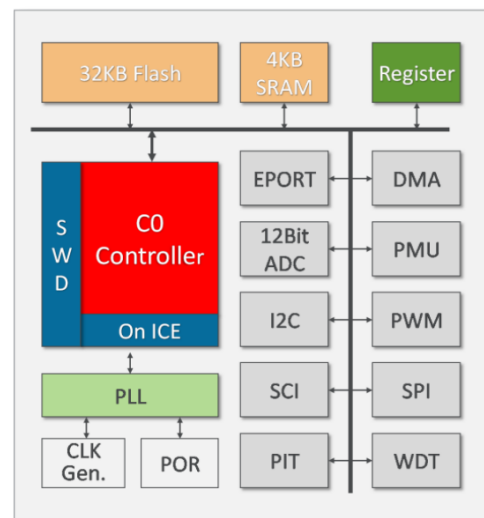 32KB Flash
4KB
SRAM
Register
SWD
C0
Controller
On ICE
EPORT
DMA
12Bit
ADC
PMU
I2C
PWM
PLL
SCI
SPI
CLK
Gen.
POR
PIT
WDT